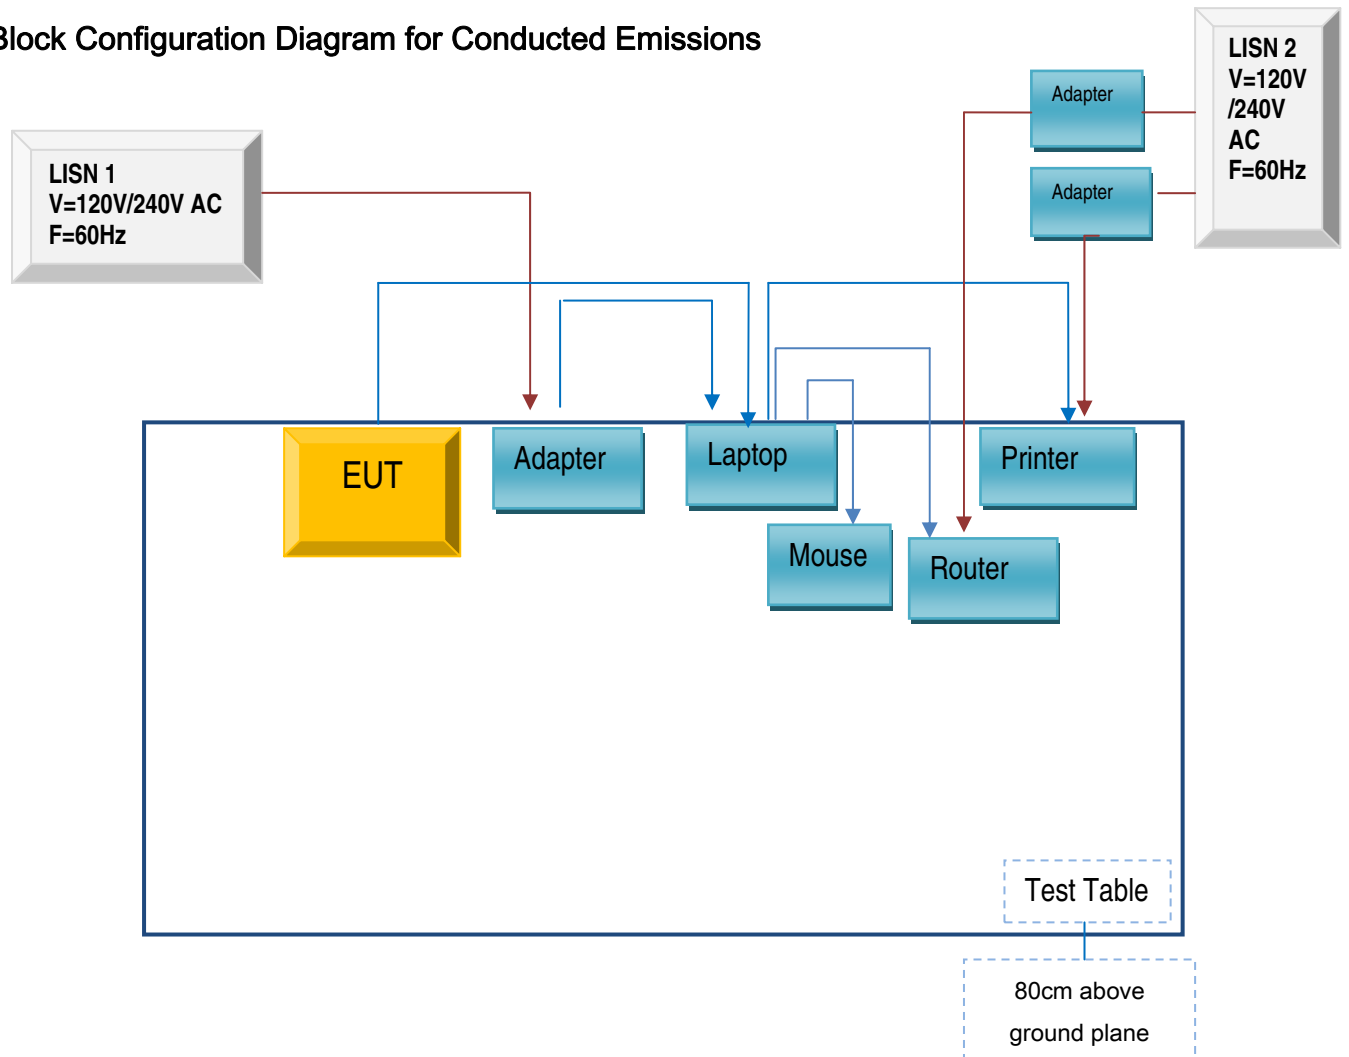 Block Configuration Diagram for Conducted Emissions
LISN 2
V=120V
/240V
AC
F=60Hz
Adapter
Adapter
LISN 1
V=120V/240V AC
F=60Hz
EUT
Adapter
Laptop
Printer
Mouse
Router
Test Table
80cm above
ground plane